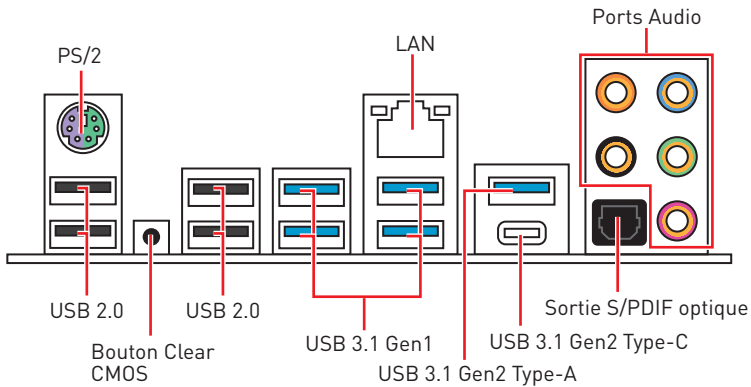 Ports Audio
PS/2
LAN
USB 2.0
USB 2.0
Sortie S/PDIF optique
Bouton Clear
CMOS
USB 3.1 Gen1
USB 3.1 Gen2 Type-C
USB 3.1 Gen2 Type-A